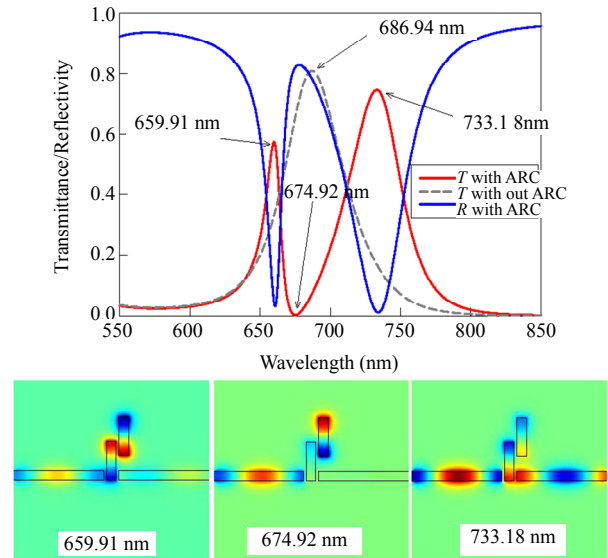 686.94 nm
1.0
0.8
0.6
0.4
0.2
0 0
Transmittance/Reflectivity
659.91 nm
733.1 8nm
674.92 nm
T with ARC
T with out ARC
R with ARC
550 600 650 700 750 800 850
Wavelength (nm)
659.91 nm
674.92 nm
733.18 nm